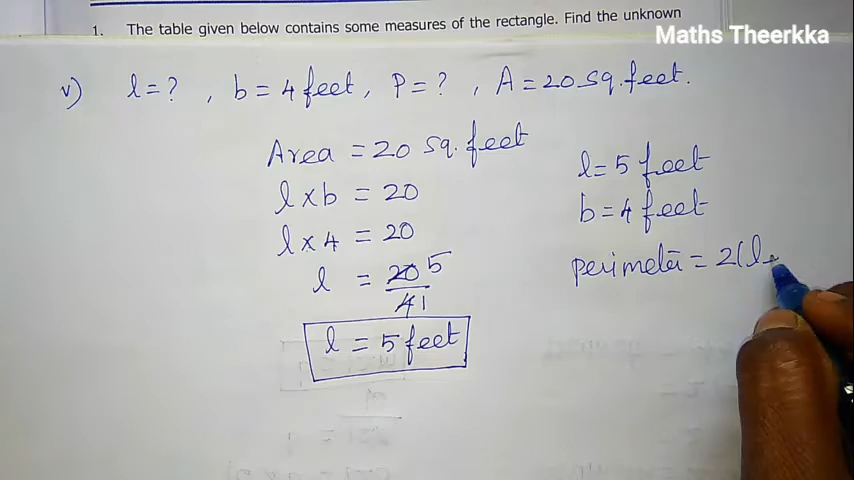 1. The table given below contains some measures of the rectangle. Find the unknown
Maths Theerkka
v) l = ? , b = 4 feet, P = ? , A = 20 sq. feet.
Area = 20 sq. feet
l x b = 20
l x 4 = 20
l = 20 5
41
l = 5 feet
l = 5 feet
b = 4 feet
perimeter = 2(l